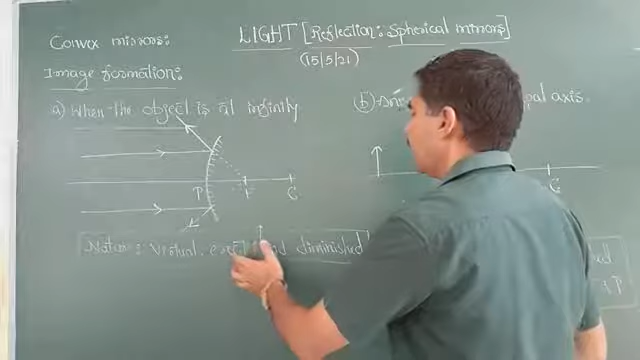 LIGHT [Reflection: Spherical mirrors]
(15/5/21)
Convex mirrors:
Image formation:
a) When the object is at infinity
(b)
pal axis.
P F C
C
Nature: Virtual, erect and diminished